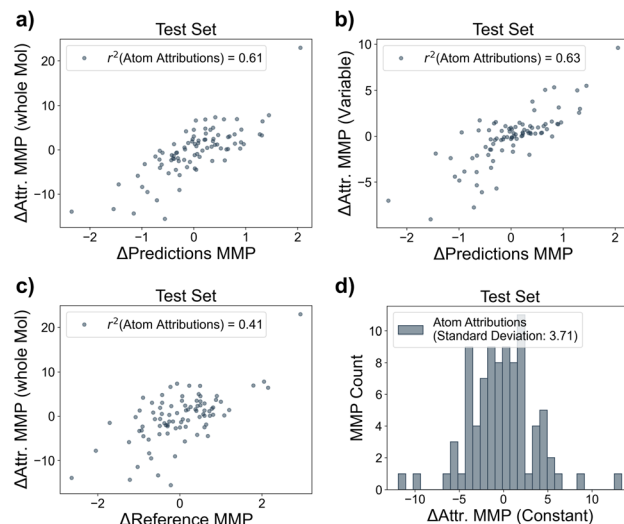 a)
Test Set
r²(Atom Attributions) = 0.61
ΔAttr. MMP (whole Mol)
20
10
0
−10
−2
−1
0
1
2
ΔPredictions MMP
b)
Test Set
r²(Atom Attributions) = 0.63
ΔAttr. MMP (Variable)
10
5
0
−5
−2
−1
0
1
2
ΔPredictions MMP
c)
Test Set
r²(Atom Attributions) = 0.41
ΔAttr. MMP (whole Mol)
20
10
0
−10
−2
0
2
ΔReference MMP
d)
Test Set
Atom Attributions
(Standard Deviation: 3.71)
MMP Count
10
8
6
4
2
0
−10
−5
0
5
10
ΔAttr. MMP (Constant)